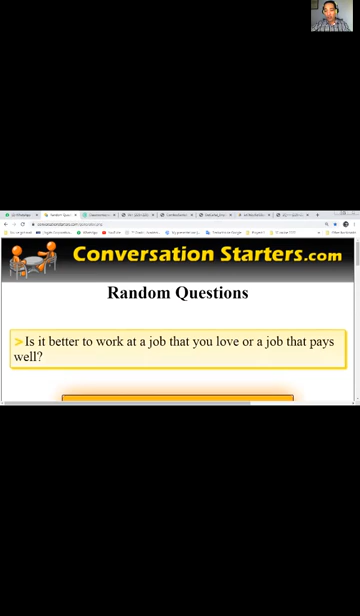 Conversation Starters.com
Random Questions
>Is it better to work at a job that you love or a job that pays
well?